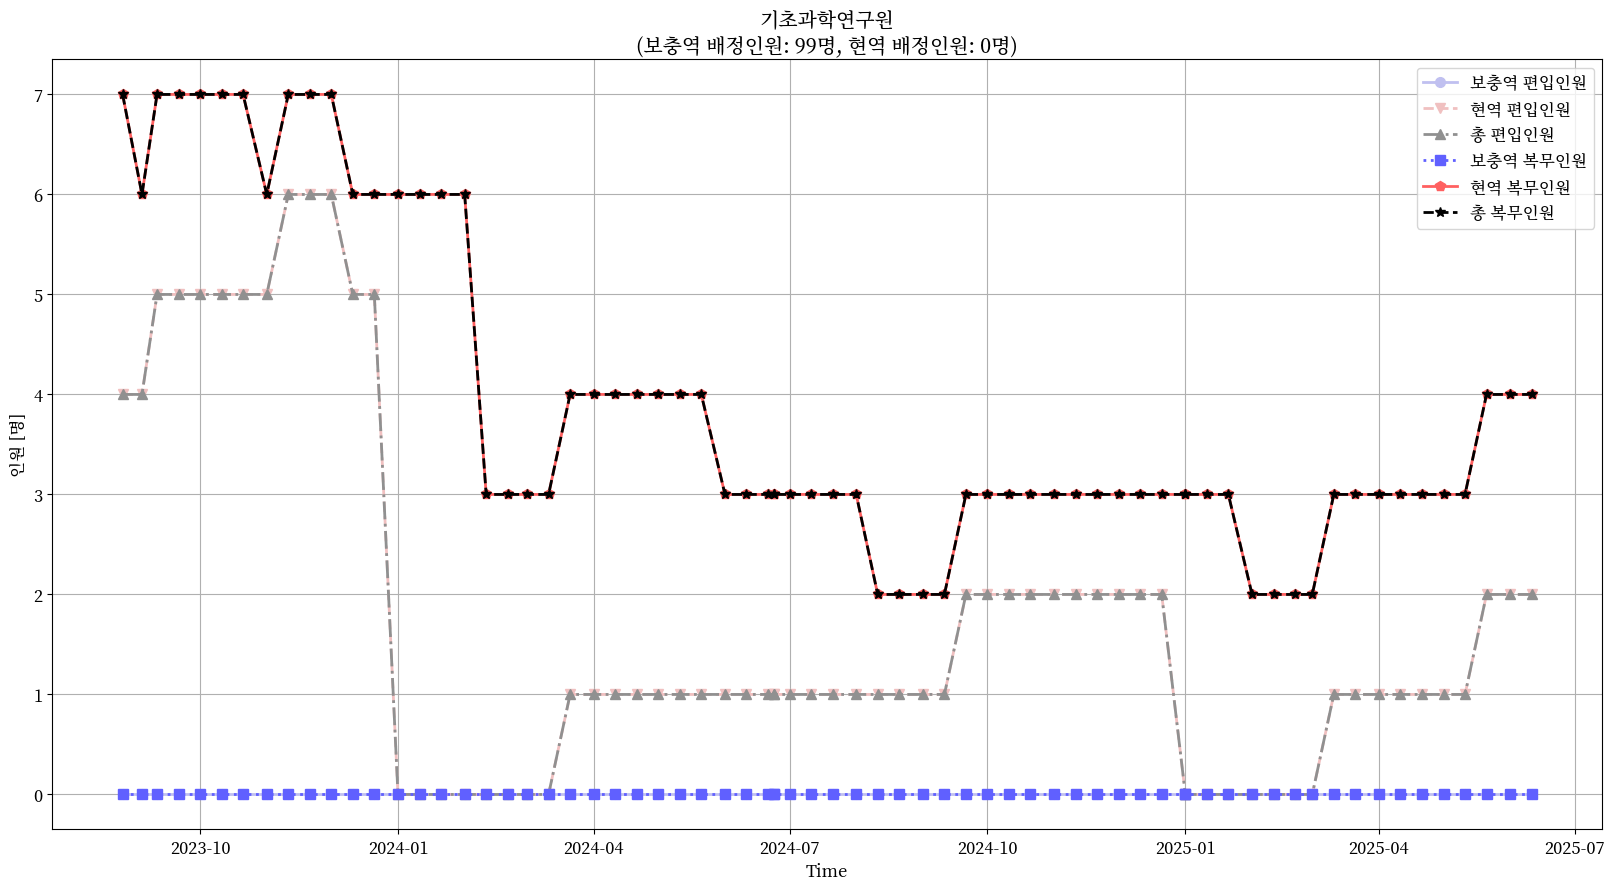 기초과학연구원
(보충역 배정인원: 99명, 현역 배정인원: 0명)
보충역 편입인원
현역 편입인원
총 편입인원
보충역 복무인원
현역 복무인원
총 복무인원
인원 [명]
7
6
5
4
3
2
1
0
2023-10 2024-01 2024-04 2024-07 2024-10 2025-01 2025-04 2025-07
Time